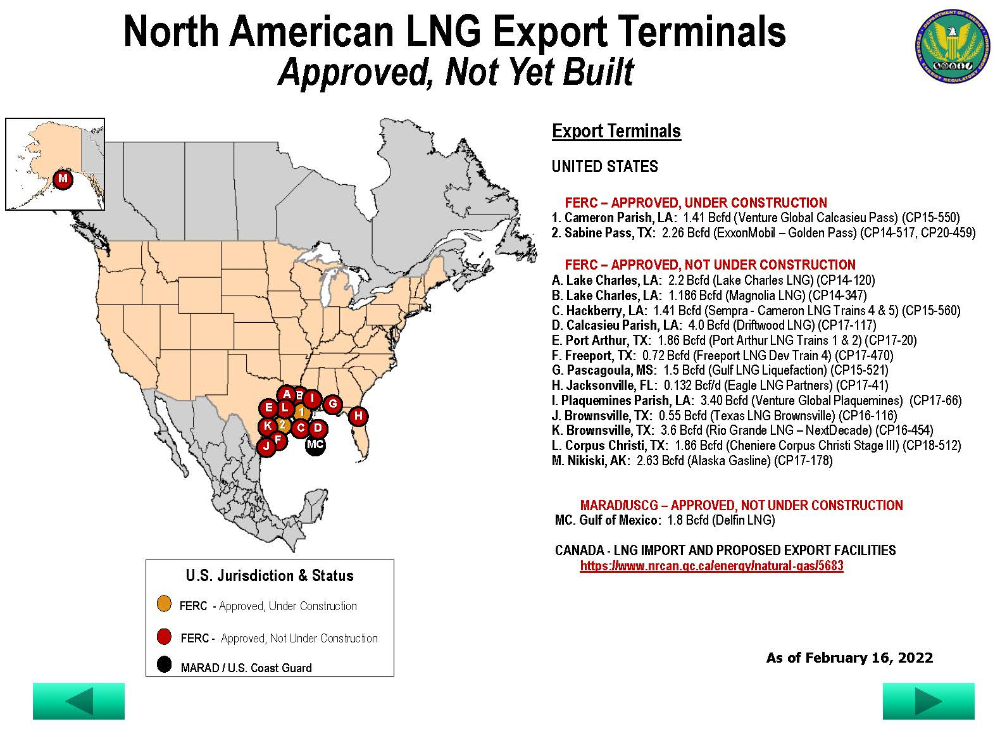 North American LNG Export Terminals
Approved, Not Yet Built
DEPARTMENT OF ENERGY
FEDERAL ENERGY REGULATORY COMMISSION
Export Terminals
UNITED STATES
FERC – APPROVED, UNDER CONSTRUCTION
1. Cameron Parish, LA: 1.41 Bcfd (Venture Global Calcasieu Pass) (CP15-550)
2. Sabine Pass, TX: 2.26 Bcfd (ExxonMobil – Golden Pass) (CP14-517, CP20-459)
FERC – APPROVED, NOT UNDER CONSTRUCTION
A. Lake Charles, LA: 2.2 Bcfd (Lake Charles LNG) (CP14-120)
B. Lake Charles, LA: 1.186 Bcfd (Magnolia LNG) (CP14-347)
C. Hackberry, LA: 1.41 Bcfd (Sempra - Cameron LNG Trains 4 & 5) (CP15-560)
D. Calcasieu Parish, LA: 4.0 Bcfd (Driftwood LNG) (CP17-117)
E. Port Arthur, TX: 1.86 Bcfd (Port Arthur LNG Trains 1 & 2) (CP17-20)
F. Freeport, TX: 0.72 Bcfd (Freeport LNG Dev Train 4) (CP17-470)
G. Pascagoula, MS: 1.5 Bcfd (Gulf LNG Liquefaction) (CP15-521)
H. Jacksonville, FL: 0.132 Bcf/d (Eagle LNG Partners) (CP17-41)
I. Plaquemines Parish, LA: 3.40 Bcfd (Venture Global Plaquemines) (CP17-66)
J. Brownsville, TX: 0.55 Bcfd (Texas LNG Brownsville) (CP16-116)
K. Brownsville, TX: 3.6 Bcfd (Rio Grande LNG – NextDecade) (CP16-454)
L. Corpus Christi, TX: 1.86 Bcfd (Cheniere Corpus Christi Stage III) (CP18-512)
M. Nikiski, AK: 2.63 Bcfd (Alaska Gasline) (CP17-178)
MARAD/USCG – APPROVED, NOT UNDER CONSTRUCTION
MC. Gulf of Mexico: 1.8 Bcfd (Delfin LNG)
CANADA - LNG IMPORT AND PROPOSED EXPORT FACILITIES
https://www.nrcan.gc.ca/energy/natural-gas/5683
M
A B I
E L 1 G
H
K 2 C D
J F MC
U.S. Jurisdiction & Status
FERC - Approved, Under Construction
FERC - Approved, Not Under Construction
MARAD / U.S. Coast Guard
As of February 16, 2022